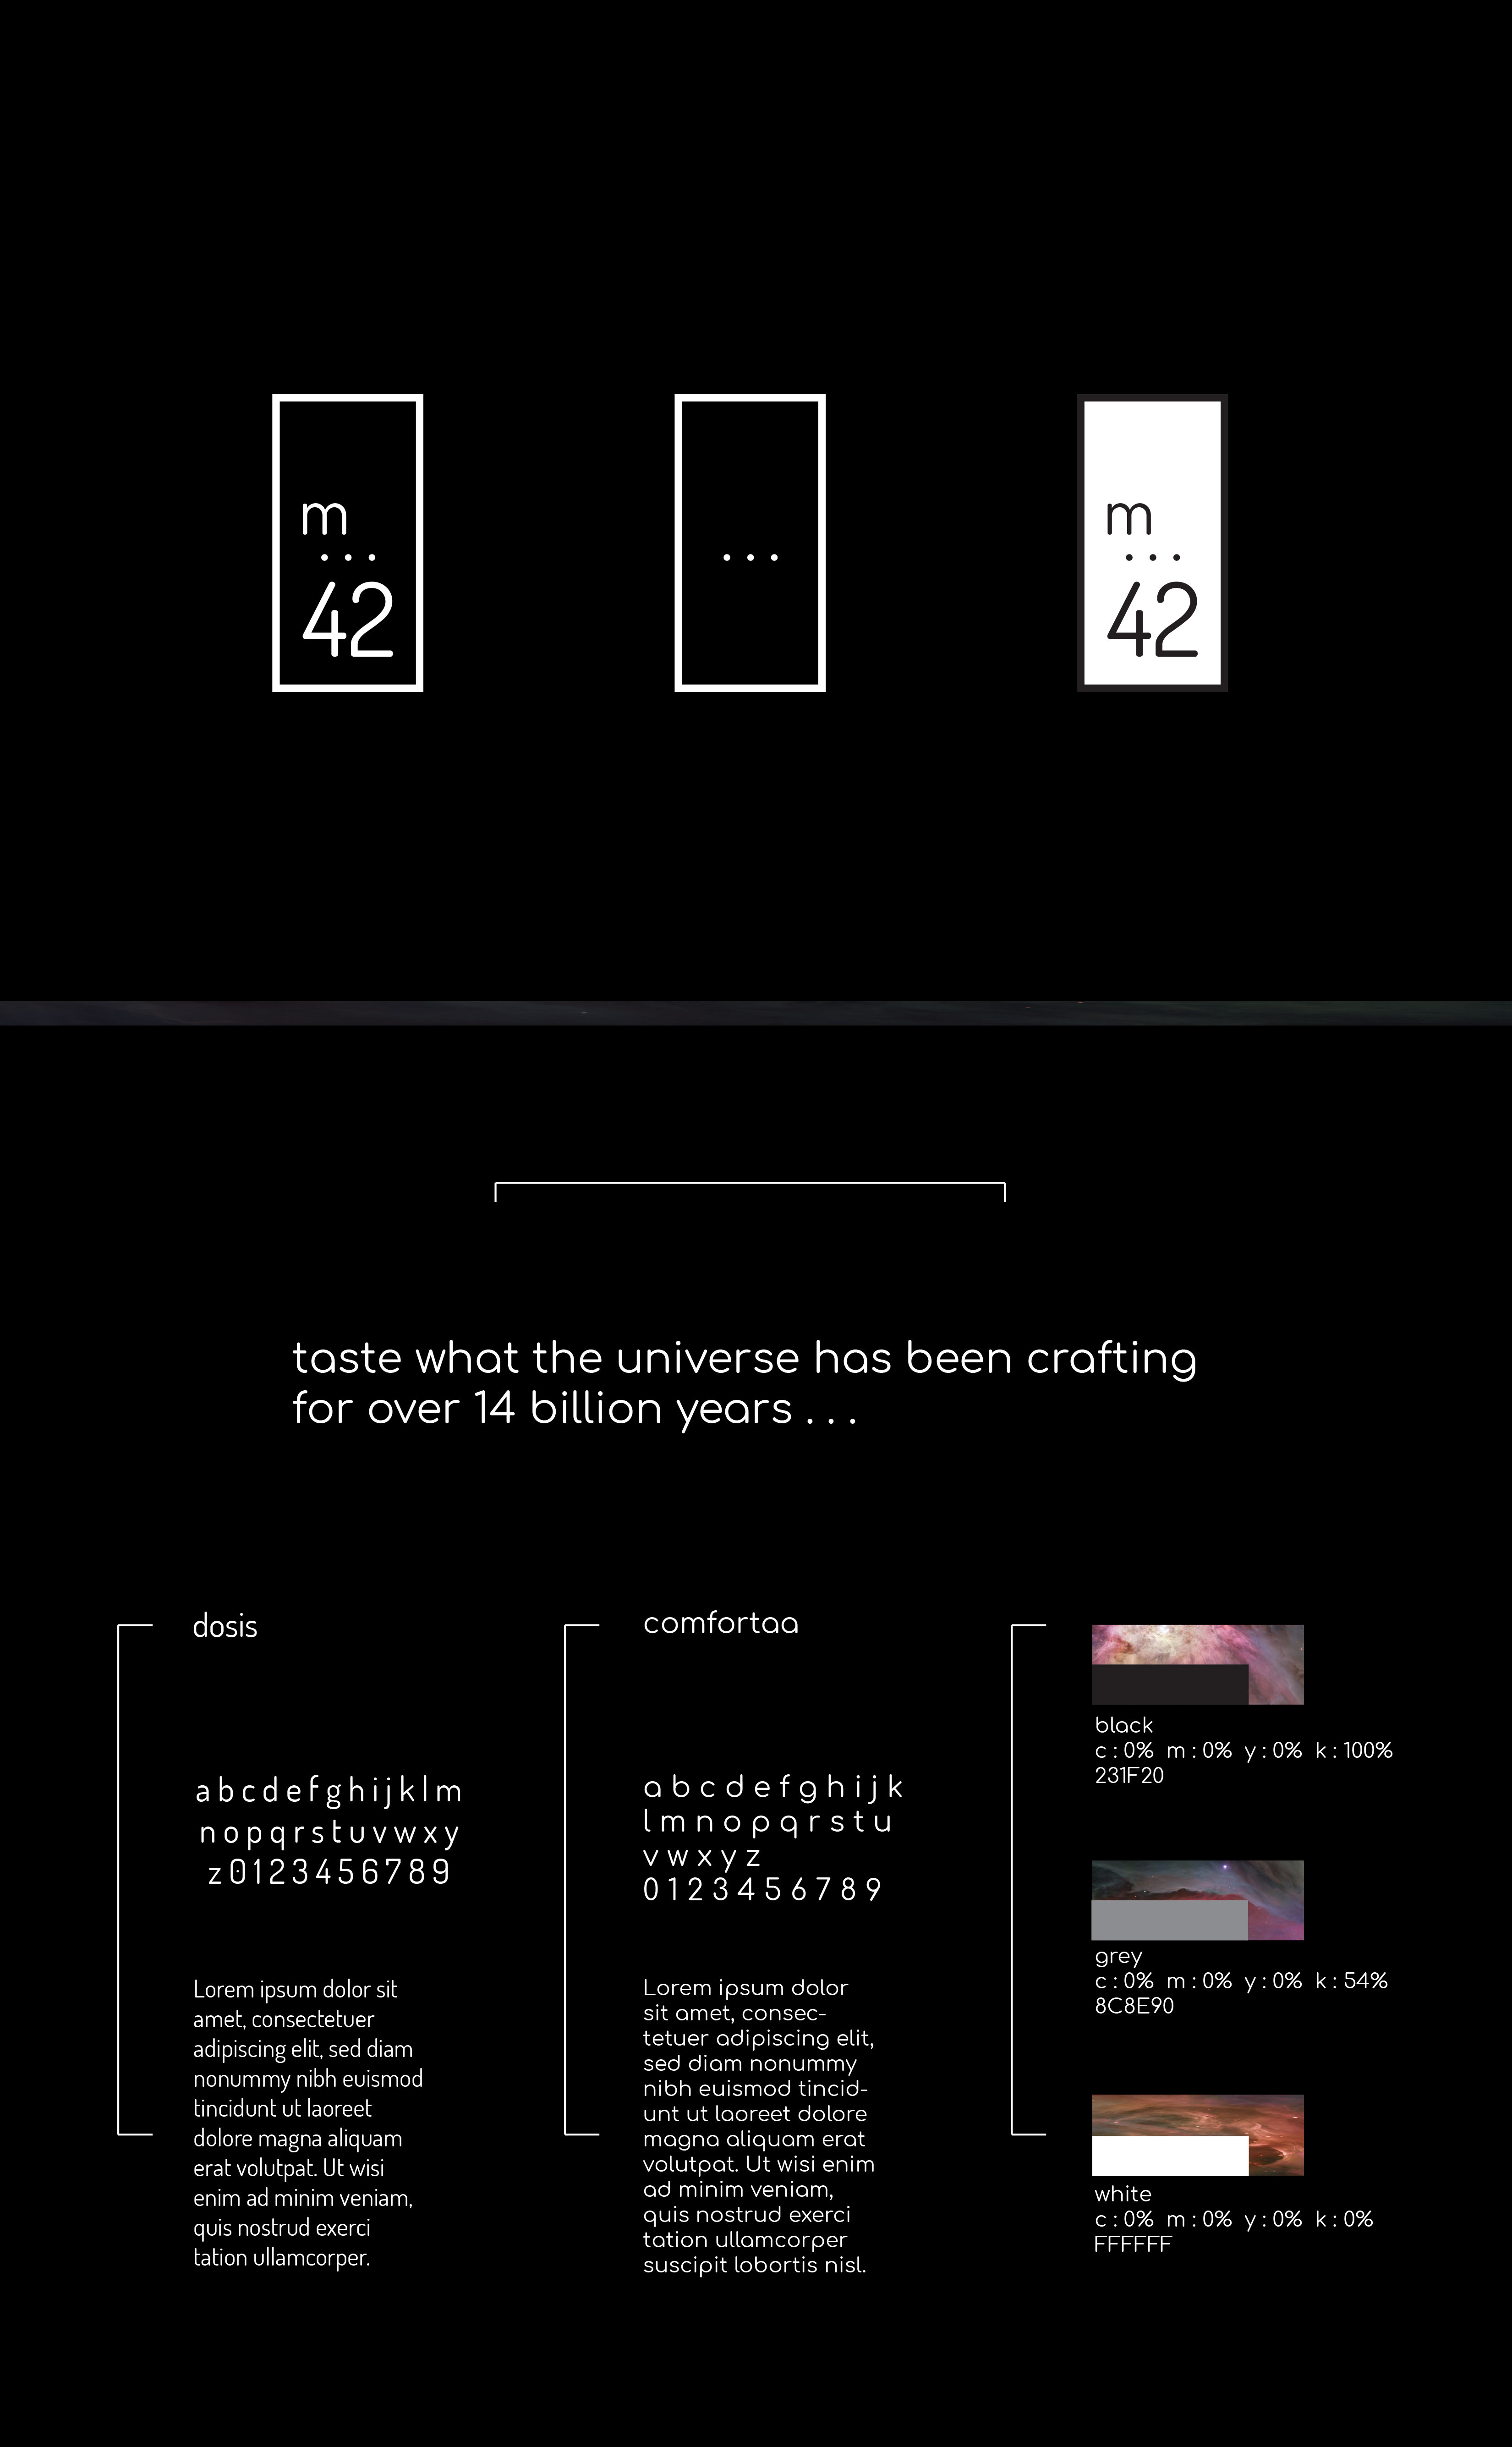 m
...
42
...
m
...
42
taste what the universe has been crafting
for over 14 billion years . . .
dosis
a b c d e f g h i j k l m
n o p q r s t u v w x y
z 0 1 2 3 4 5 6 7 8 9
Lorem ipsum dolor sit
amet, consectetuer
adipiscing elit, sed diam
nonummy nibh euismod
tincidunt ut laoreet
dolore magna aliquam
erat volutpat. Ut wisi
enim ad minim veniam,
quis nostrud exerci
tation ullamcorper.
comfortaa
a b c d e f g h i j k
l m n o p q r s t u
v w x y z
0 1 2 3 4 5 6 7 8 9
Lorem ipsum dolor
sit amet, consec-
tetuer adipiscing elit,
sed diam nonummy
nibh euismod tincid-
unt ut laoreet dolore
magna aliquam erat
volutpat. Ut wisi enim
ad minim veniam,
quis nostrud exerci
tation ullamcorper
suscipit lobortis nisl.
black
c : 0% m : 0% y : 0% k : 100%
231F20
grey
c : 0% m : 0% y : 0% k : 54%
8C8E90
white
c : 0% m : 0% y : 0% k : 0%
FFFFFF